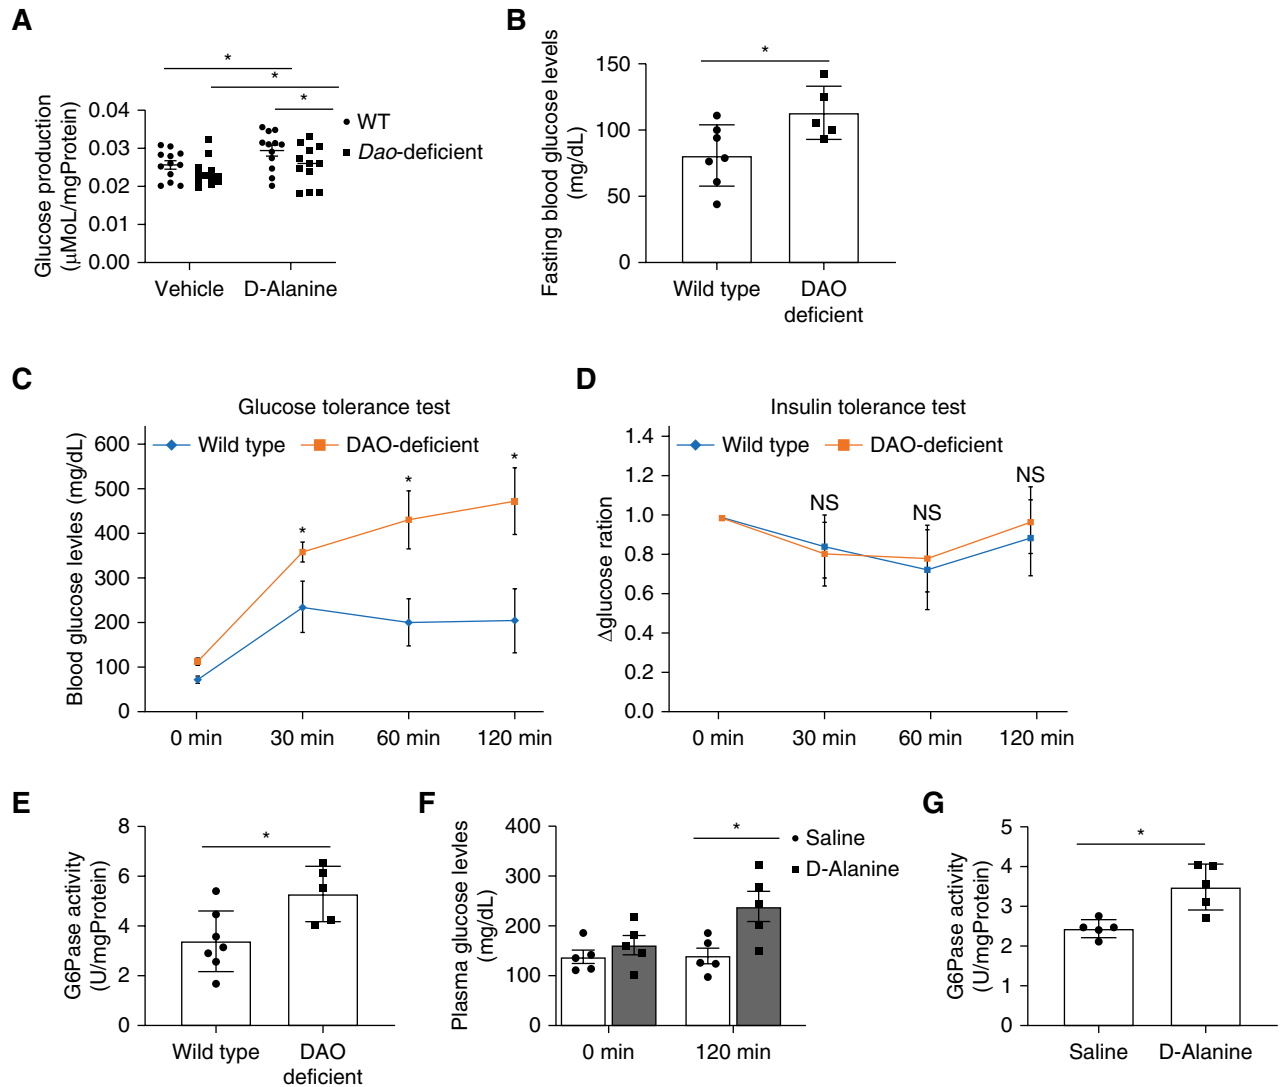 A
Glucose production
(μMoL/mgProtein)
0.04
0.03
0.02
0.01
0.00
*
*
*
WT
Dao-deficient
Vehicle
D-Alanine
B
Fasting blood glucose levels
(mg/dL)
150
100
50
0
*
Wild type
DAO
deficient
C
Glucose tolerance test
Wild type
DAO-deficient
Blood glucose levles (mg/dL)
600
500
400
300
200
100
0
*
*
*
0 min
30 min
60 min
120 min
D
Insulin tolerance test
Wild type
DAO-deficient
Δglucose ration
1.4
1.2
1.0
0.8
0.6
0.4
0.2
0.0
NS
NS
NS
0 min
30 min
60 min
120 min
E
G6Pase activity
(U/mgProtein)
8
6
4
2
0
*
Wild type
DAO
deficient
F
Plasma glucose levles
(mg/dL)
400
300
200
100
0
*
Saline
D-Alanine
0 min
120 min
G
G6Pase activity
(U/mgProtein)
5
4
3
2
1
0
*
Saline
D-Alanine